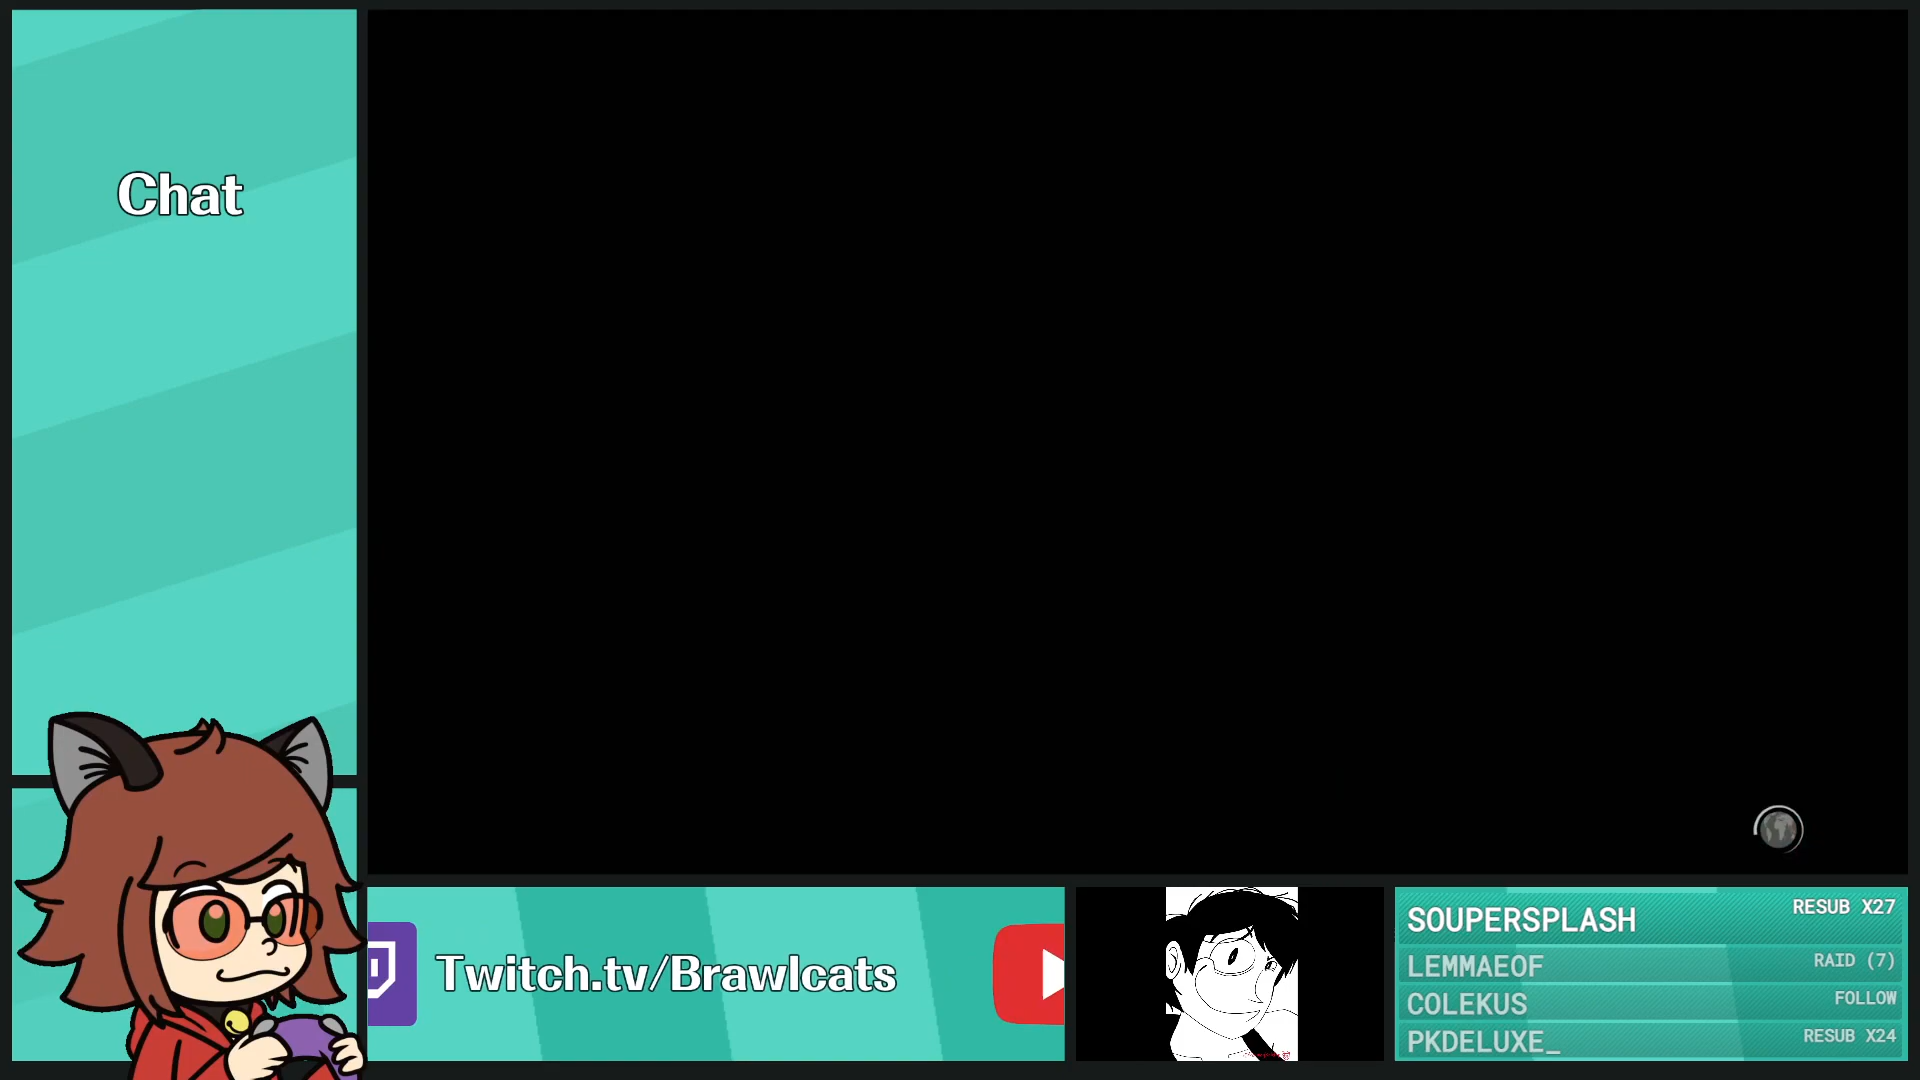 Chat
Twitch.tv/Brawlcats
SOUPERSPLASH RESUB X27
LEMMAEOF RAID (7)
COLEKUS FOLLOW
PKDELUXE_ RESUB X24